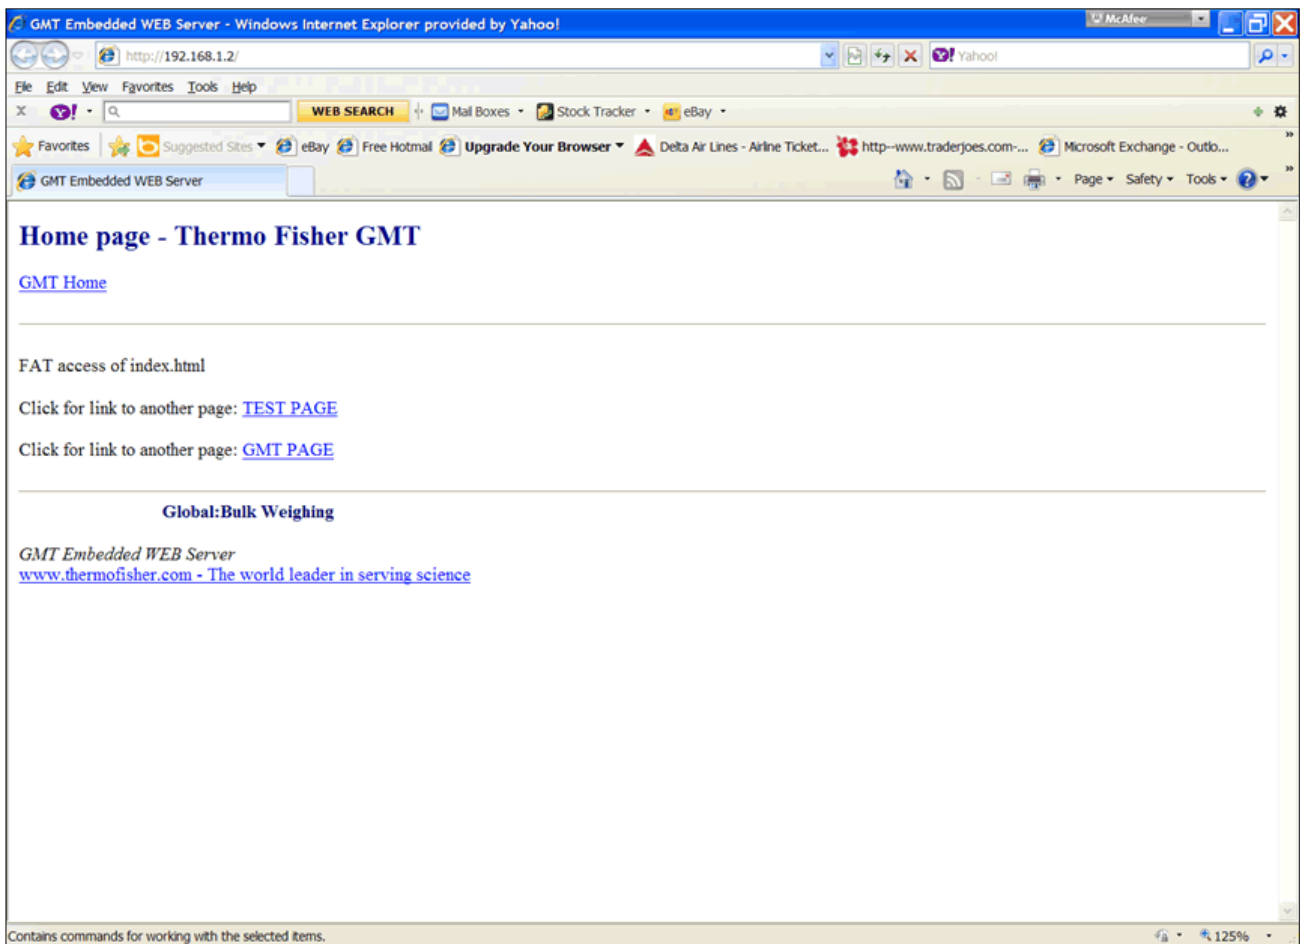 GMT Embedded WEB Server - Windows Internet Explorer provided by Yahoo!
McAfee
http://192.168.1.2/
Yahoo!
File Edit View Favorites Tools Help
X Y! WEB SEARCH Mail Boxes Stock Tracker eBay
Favorites Suggested Sites eBay Free Hotmail Upgrade Your Browser Delta Air Lines - Airline Ticket... http--www.traderjoes.com-... Microsoft Exchange - Outlo...
GMT Embedded WEB Server Page Safety Tools
Home page - Thermo Fisher GMT
GMT Home
FAT access of index.html
Click for link to another page: TEST PAGE
Click for link to another page: GMT PAGE
Global:Bulk Weighing
GMT Embedded WEB Server
www.thermofisher.com - The world leader in serving science
Contains commands for working with the selected items. 125%